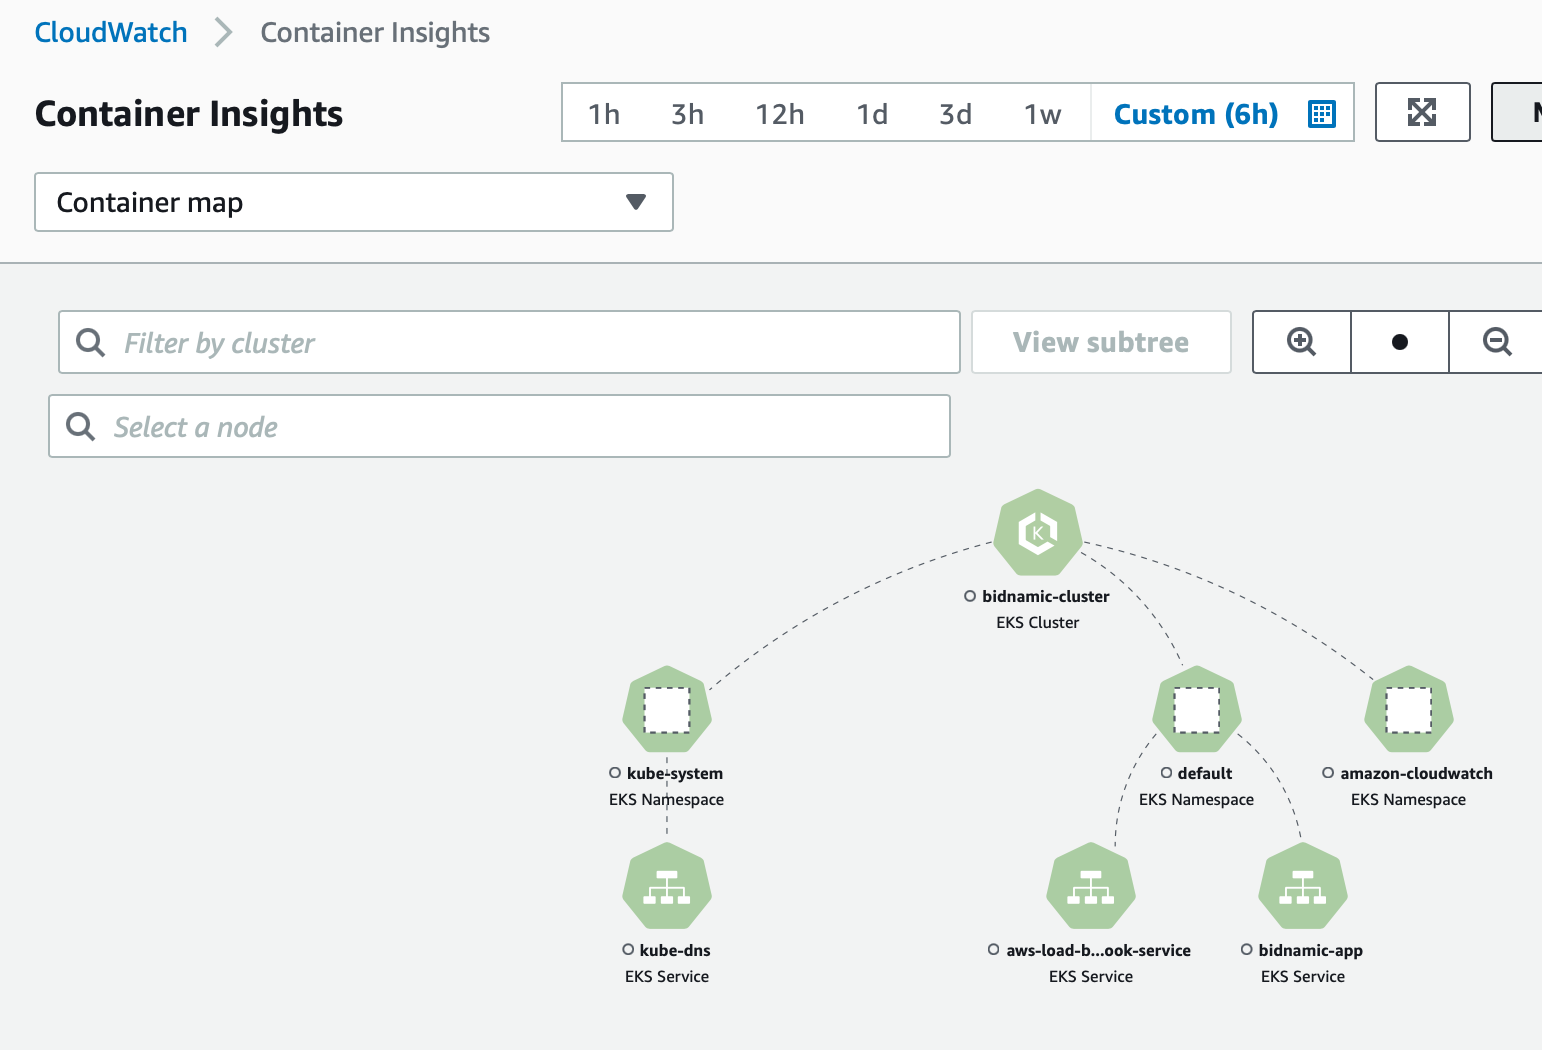 CloudWatch
Container Insights
Container Insights
1h
3h
12h
1d
3d
1w
Custom (6h)
Container map
Filter by cluster
View subtree
Select a node
K
bidnamic-cluster
EKS Cluster
kube-system
EKS Namespace
default
EKS Namespace
amazon-cloudwatch
EKS Namespace
kube-dns
EKS Service
aws-load-b...ook-service
EKS Service
bidnamic-app
EKS Service